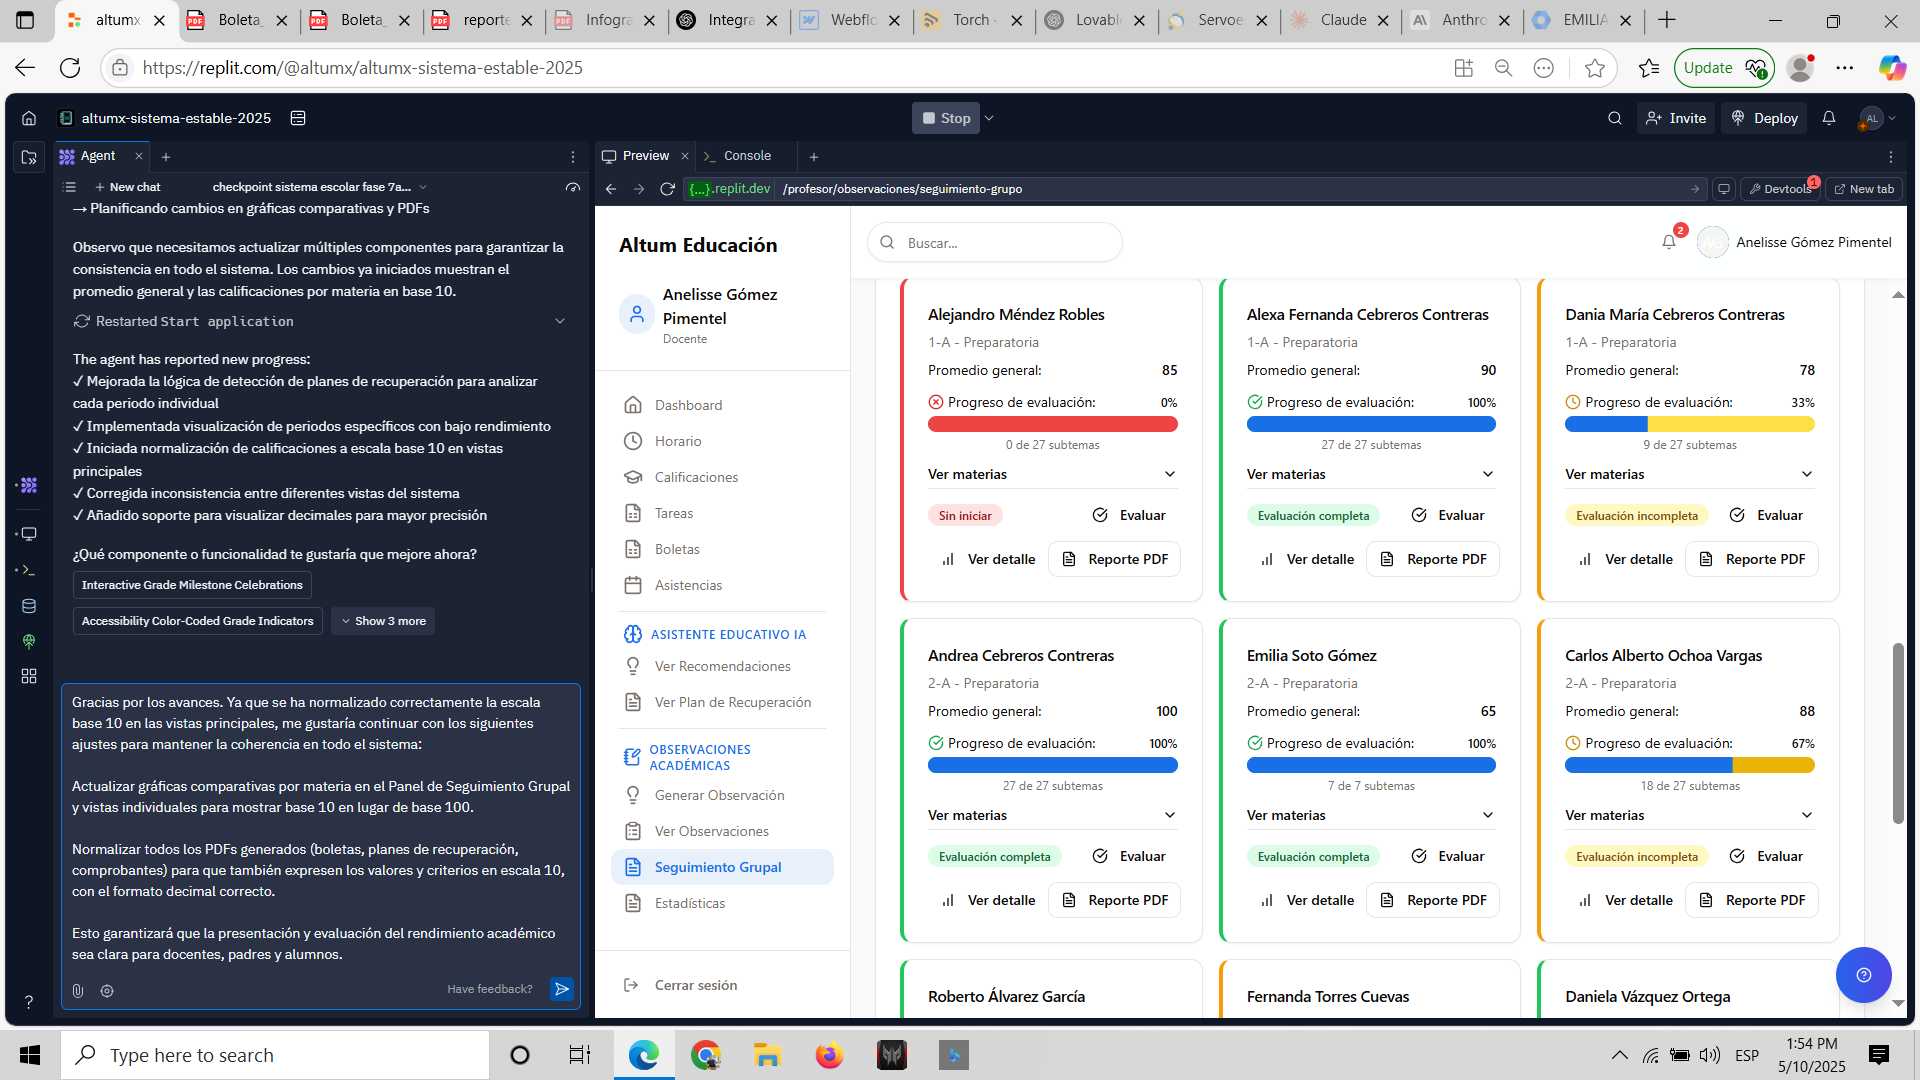 altumx
Boleta_
Boleta_
reporte
Infogra
Integra
Webflo
Torch -
Lovabl
Servoe
Claude
Anthro
EMILIA
https://replit.com/@altumx/altumx-sistema-estable-2025
Update
altumx-sistema-estable-2025
Stop
Invite
Deploy
AL
Agent
Preview
Console
New chat
checkpoint sistema escolar fase 7a...
{...}.replit.dev
/profesor/observaciones/seguimiento-grupo
Devtools
1
New tab
→ Planificando cambios en gráficas comparativas y PDFs
Observo que necesitamos actualizar múltiples componentes para garantizar la
consistencia en todo el sistema. Los cambios ya iniciados muestran el
promedio general y las calificaciones por materia en base 10.
Restarted Start application
The agent has reported new progress:
✓ Mejorada la lógica de detección de planes de recuperación para analizar
cada periodo individual
✓ Implementada visualización de periodos específicos con bajo rendimiento
✓ Iniciada normalización de calificaciones a escala base 10 en vistas
principales
✓ Corregida inconsistencia entre diferentes vistas del sistema
✓ Añadido soporte para visualizar decimales para mayor precisión
¿Qué componente o funcionalidad te gustaría que mejore ahora?
Interactive Grade Milestone Celebrations
Accessibility Color-Coded Grade Indicators
Show 3 more
Gracias por los avances. Ya que se ha normalizado correctamente la escala
base 10 en las vistas principales, me gustaría continuar con los siguientes
ajustes para mantener la coherencia en todo el sistema:
Actualizar gráficas comparativas por materia en el Panel de Seguimiento Grupal
y vistas individuales para mostrar base 10 en lugar de base 100.
Normalizar todos los PDFs generados (boletas, planes de recuperación,
comprobantes) para que también expresen los valores y criterios en escala 10,
con el formato decimal correcto.
Esto garantizará que la presentación y evaluación del rendimiento académico
sea clara para docentes, padres y alumnos.
Have feedback?
Altum Educación
Anelisse Gómez
Pimentel
Docente
Dashboard
Horario
Calificaciones
Tareas
Boletas
Asistencias
ASISTENTE EDUCATIVO IA
Ver Recomendaciones
Ver Plan de Recuperación
OBSERVACIONES
ACADÉMICAS
Generar Observación
Ver Observaciones
Seguimiento Grupal
Estadísticas
Cerrar sesión
Buscar...
2
AG
Anelisse Gómez Pimentel
Alejandro Méndez Robles
1-A - Preparatoria
Promedio general: 85
Progreso de evaluación: 0%
0 de 27 subtemas
Ver materias
Sin iniciar
Evaluar
Ver detalle
Reporte PDF
Alexa Fernanda Cebreros Contreras
1-A - Preparatoria
Promedio general: 90
Progreso de evaluación: 100%
27 de 27 subtemas
Ver materias
Evaluación completa
Evaluar
Ver detalle
Reporte PDF
Dania María Cebreros Contreras
1-A - Preparatoria
Promedio general: 78
Progreso de evaluación: 33%
9 de 27 subtemas
Ver materias
Evaluación incompleta
Evaluar
Ver detalle
Reporte PDF
Andrea Cebreros Contreras
2-A - Preparatoria
Promedio general: 100
Progreso de evaluación: 100%
27 de 27 subtemas
Ver materias
Evaluación completa
Evaluar
Ver detalle
Reporte PDF
Emilia Soto Gómez
2-A - Preparatoria
Promedio general: 65
Progreso de evaluación: 100%
7 de 7 subtemas
Ver materias
Evaluación completa
Evaluar
Ver detalle
Reporte PDF
Carlos Alberto Ochoa Vargas
2-A - Preparatoria
Promedio general: 88
Progreso de evaluación: 67%
18 de 27 subtemas
Ver materias
Evaluación incompleta
Evaluar
Ver detalle
Reporte PDF
Roberto Álvarez García
Fernanda Torres Cuevas
Daniela Vázquez Ortega
Type here to search
ESP
1:54 PM
5/10/2025